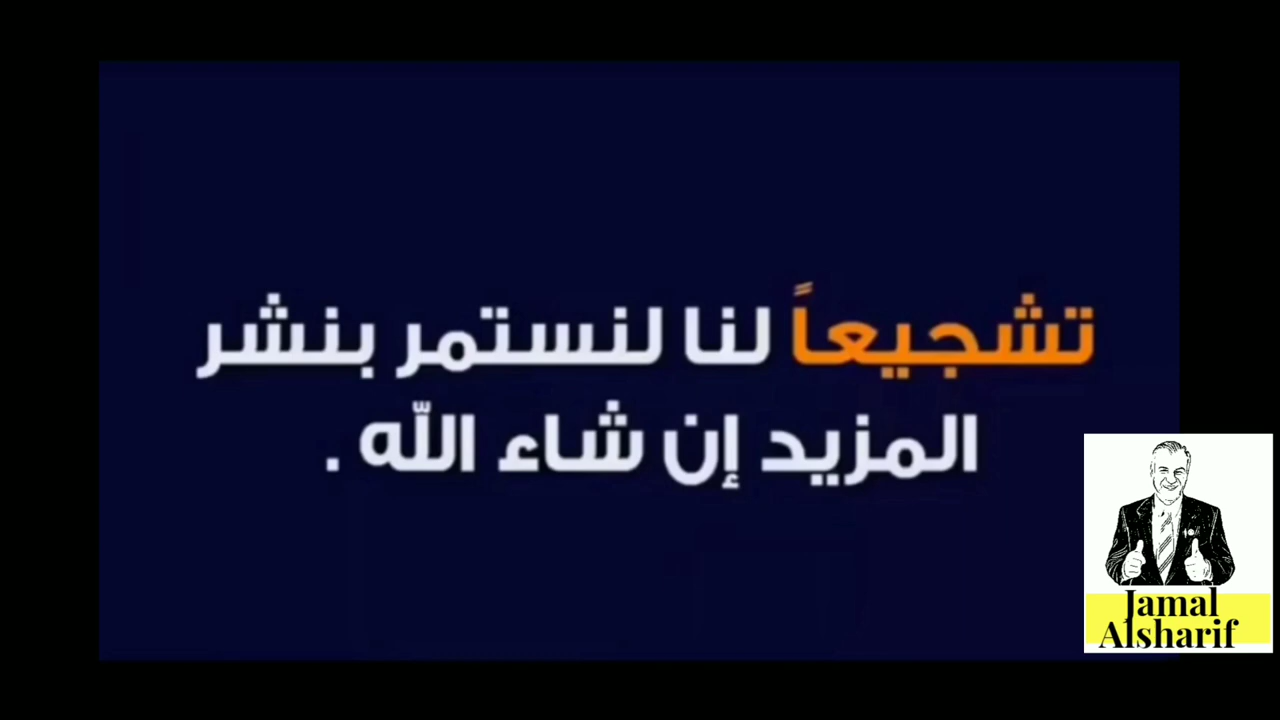 تشجيعاً لنا لنستمر بنشر
المزيد إن شاء الله .
Jamal
Alsharif